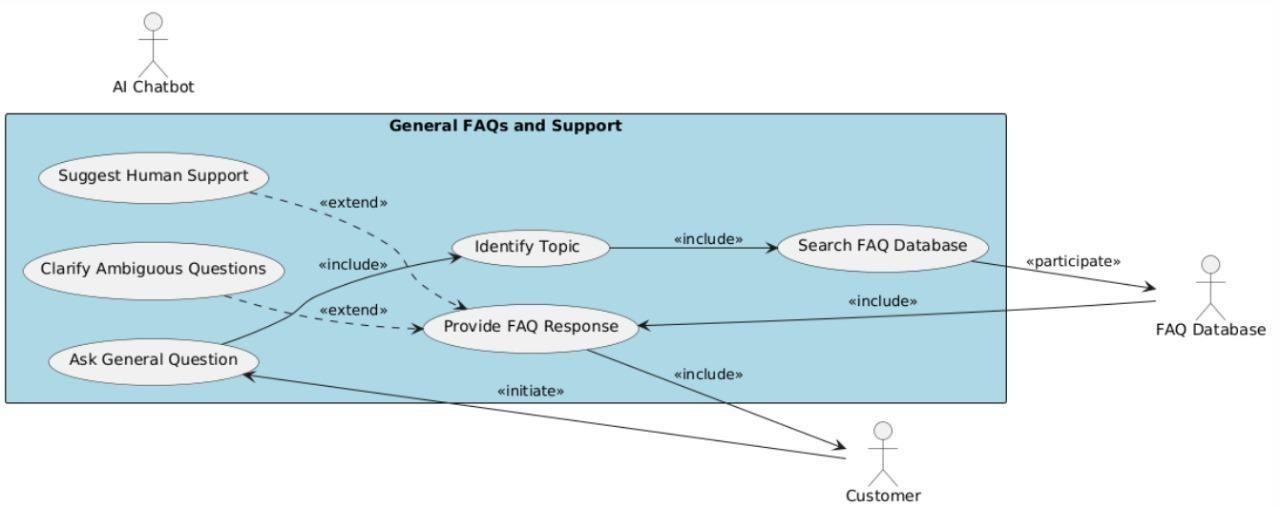 AI Chatbot
General FAQs and Support
Suggest Human Support
«extend»
Identify Topic
«include»
Search FAQ Database
Clarify Ambiguous Questions
«include»
«participate»
«extend»
Provide FAQ Response
«include»
FAQ Database
Ask General Question
«include»
«initiate»
Customer